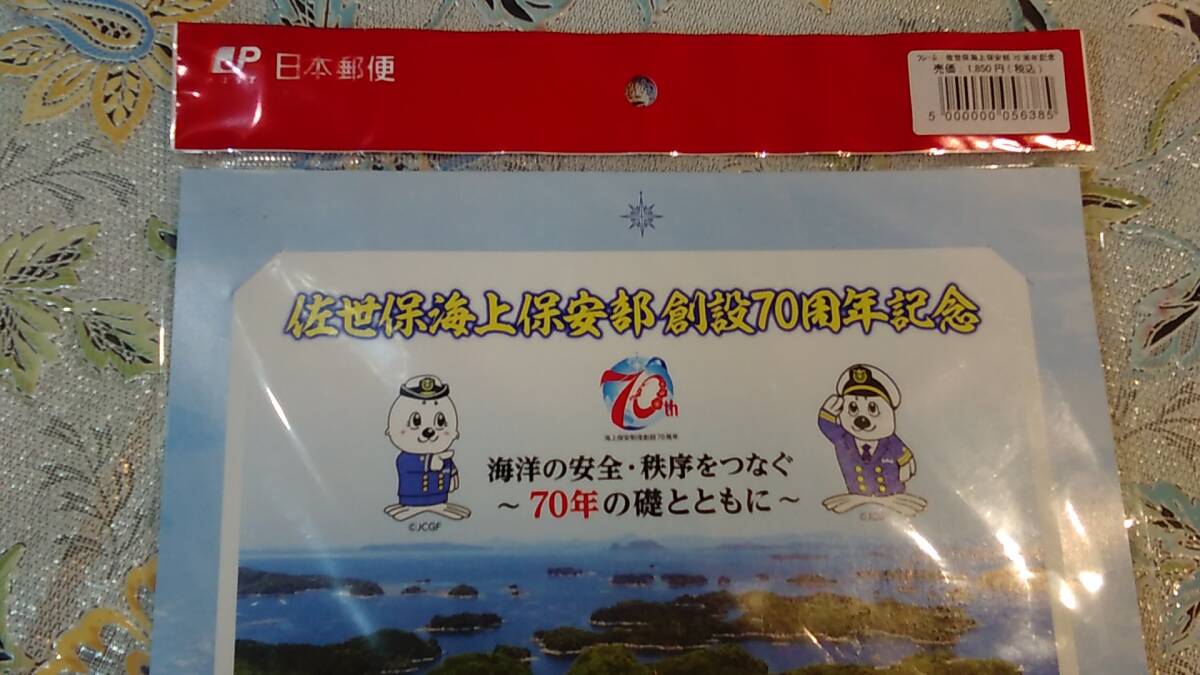 JP
日本郵便
フレーム 佐世保海上保安部 70周年記念
売価 1,850円(税込)
5 000000 056385
佐世保海上保安部 創設70周年記念
70th
海上保安制度創設70周年
海洋の安全・秩序をつなぐ
～70年の礎とともに～
©JCGF